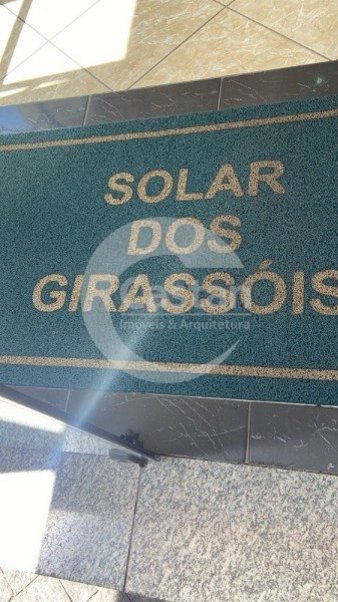 SOLAR
DOS
GIRASSÓIS
Imóveis & Arquitetura